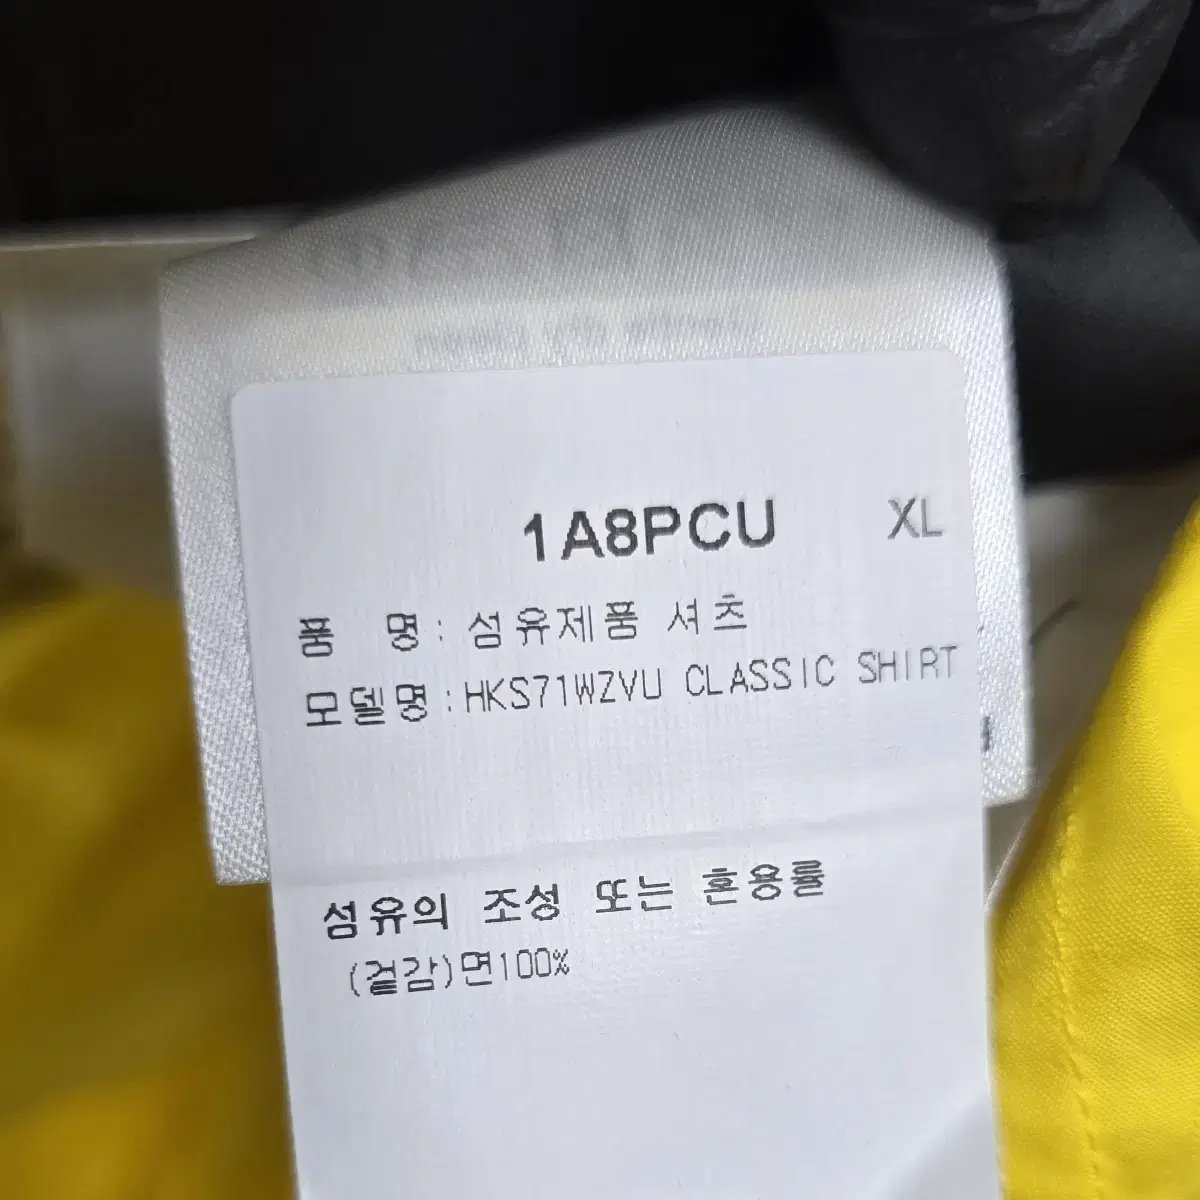 1A8PCU XL
품 명 : 섬유제품 셔츠
모델명 : HKS71WZVU CLASSIC SHIRT
섬유의 조성 또는 혼용률
(겉감)면100%